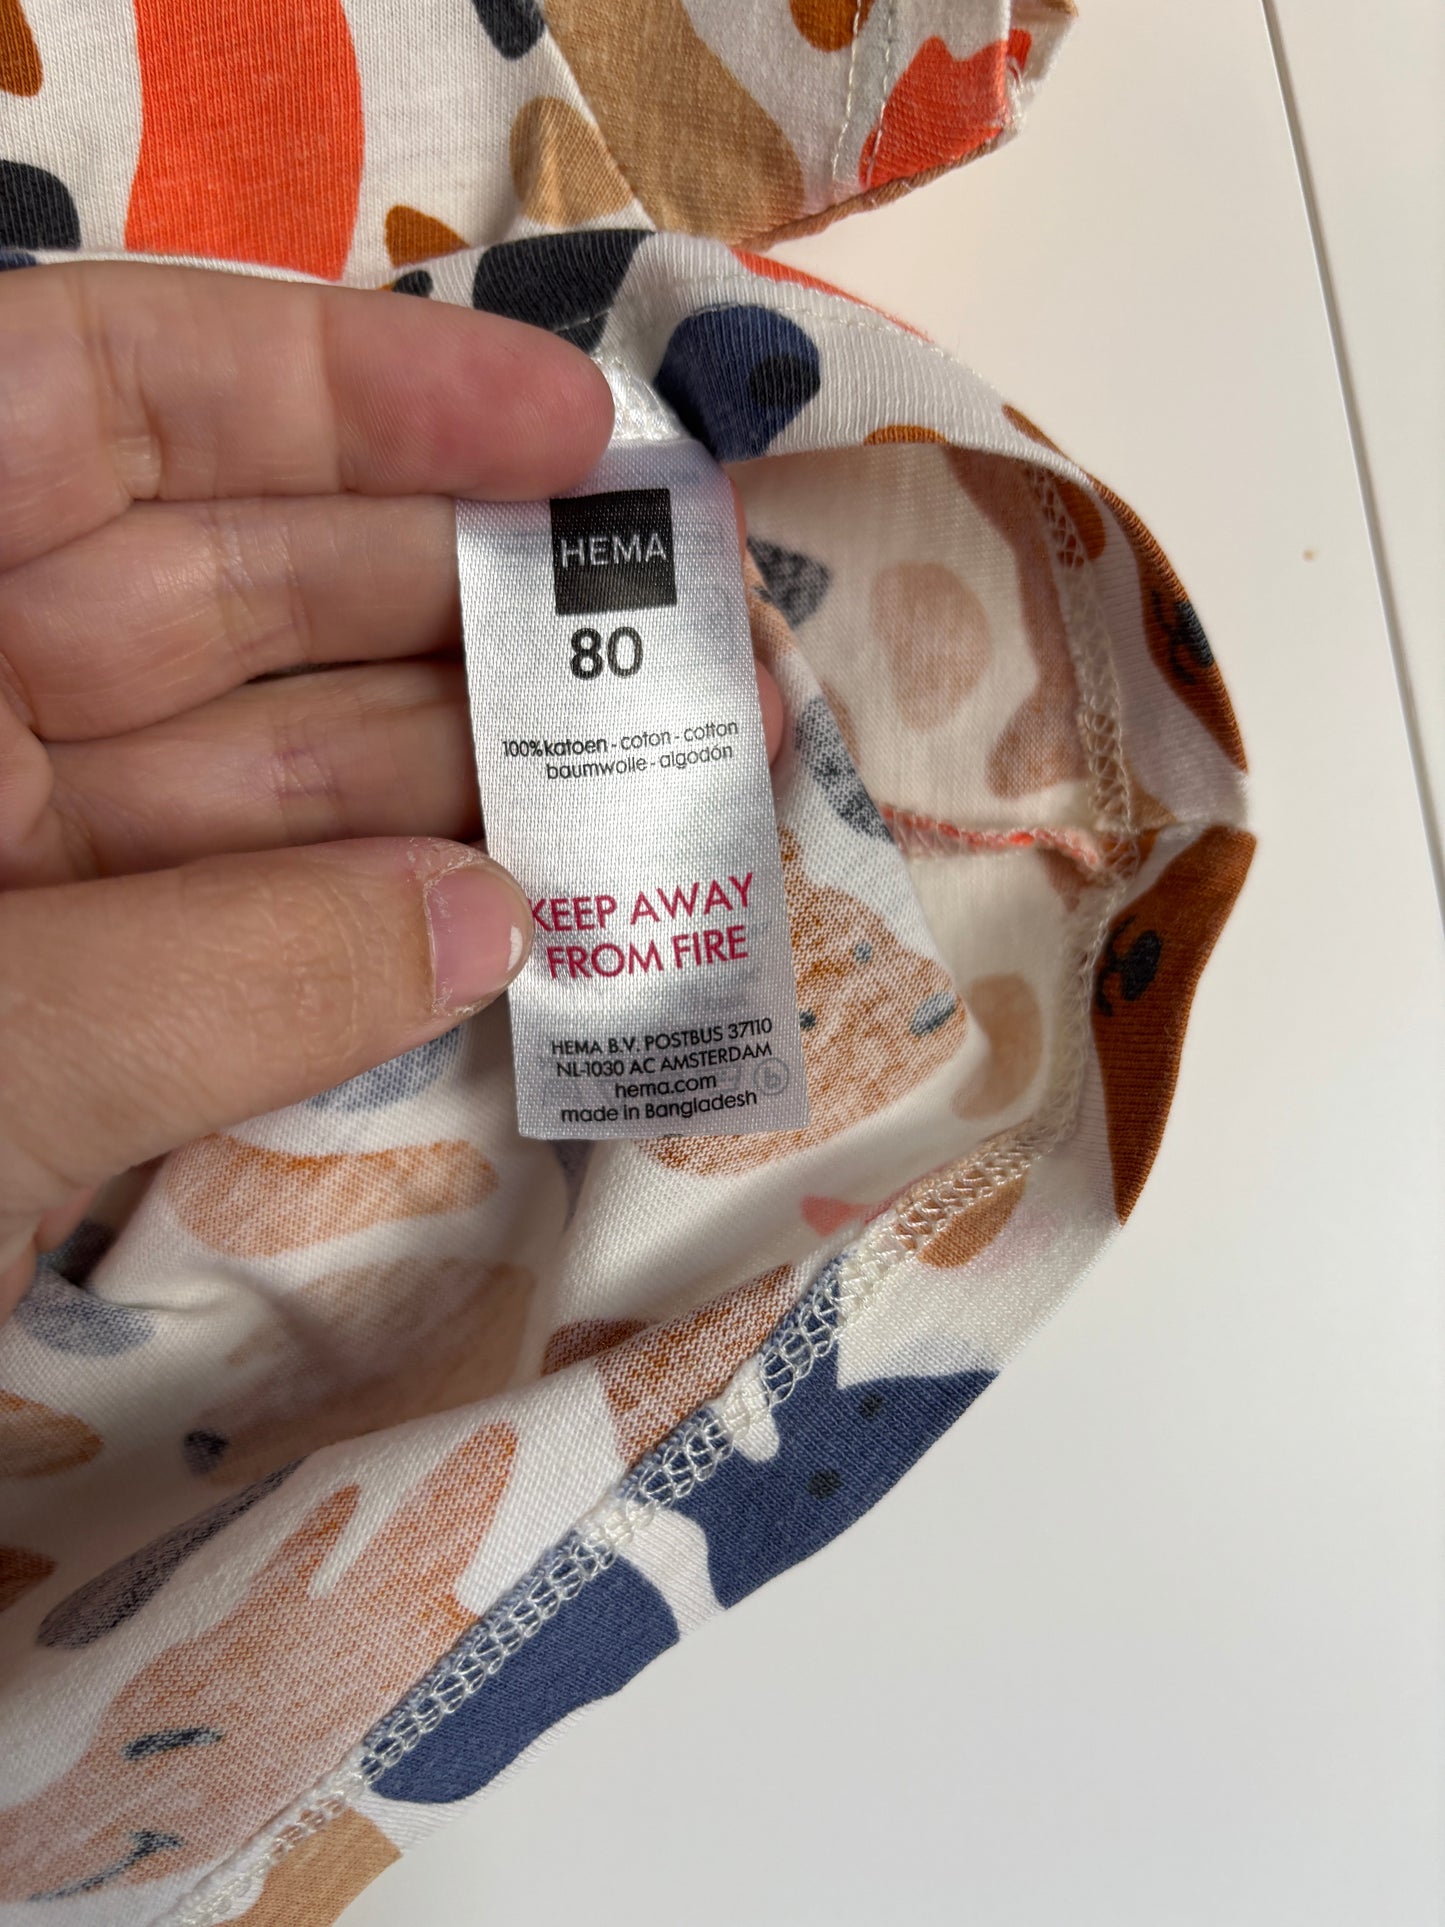 HEMA
80
100% katoen - coton - cotton
baumwolle - algodón
KEEP AWAY
FROM FIRE
HEMA B.V. POSTBUS 37110
NL-1030 AC AMSTERDAM
hema.com
made in Bangladesh